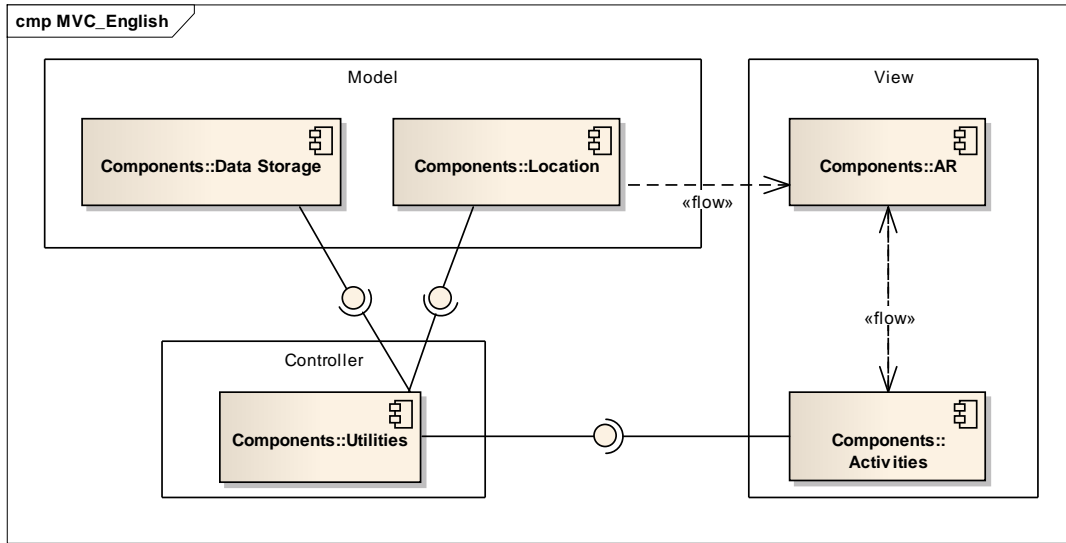 cmp MVC_English
Model
View
Components::Data Storage
Components::Location
Components::AR
«flow»
«flow»
Controller
Components::Utilities
Components::
Activities